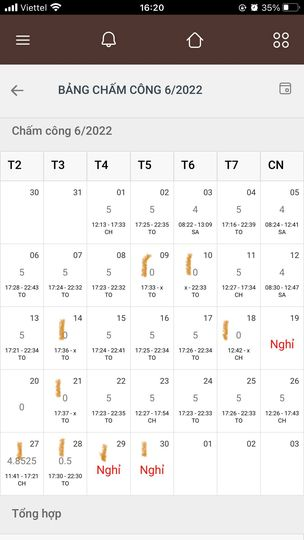 Viettel 16:20 35%
BẢNG CHẤM CÔNG 6/2022
Chấm công 6/2022
T2 T3 T4 T5 T6 T7 CN
30 31 01 02 03 04 05
5 5 4 5 4
12:13 - 17:33 17:25 - 22:35 08:22 - 13:09 17:16 - 22:39 08:24 - 12:41
CH TO SA TO SA
06 07 08 09 10 11 12
5 5 5 0 0 5 4
17:28 - 22:43 17:24 - 22:32 17:23 - 22:32 17:33 - x x - 22:33 12:27 - 17:34 08:30 - 12:47
TO TO TO TO TO CH SA
13 14 15 16 17 18 19
5 0 5 5 5 0 Nghỉ
17:21 - 22:34 17:36 - x 17:24 - 22:41 17:25 - 22:34 17:26 - 22:34 12:42 - x
TO TO TO TO TO CH
20 21 22 23 24 25 26
0 0 5 5 5 5 5
17:37 - x 17:23 - 22:35 12:27 - 17:54 17:23 - 22:33 17:26 - 22:33 12:26 - 17:43
TO TO CH TO TO CH
27 28 29 30 01 02 03
4.8525 0.5 Nghỉ Nghỉ
11:41 - 17:21 17:30 - 22:30
CH TO
Tổng hợp